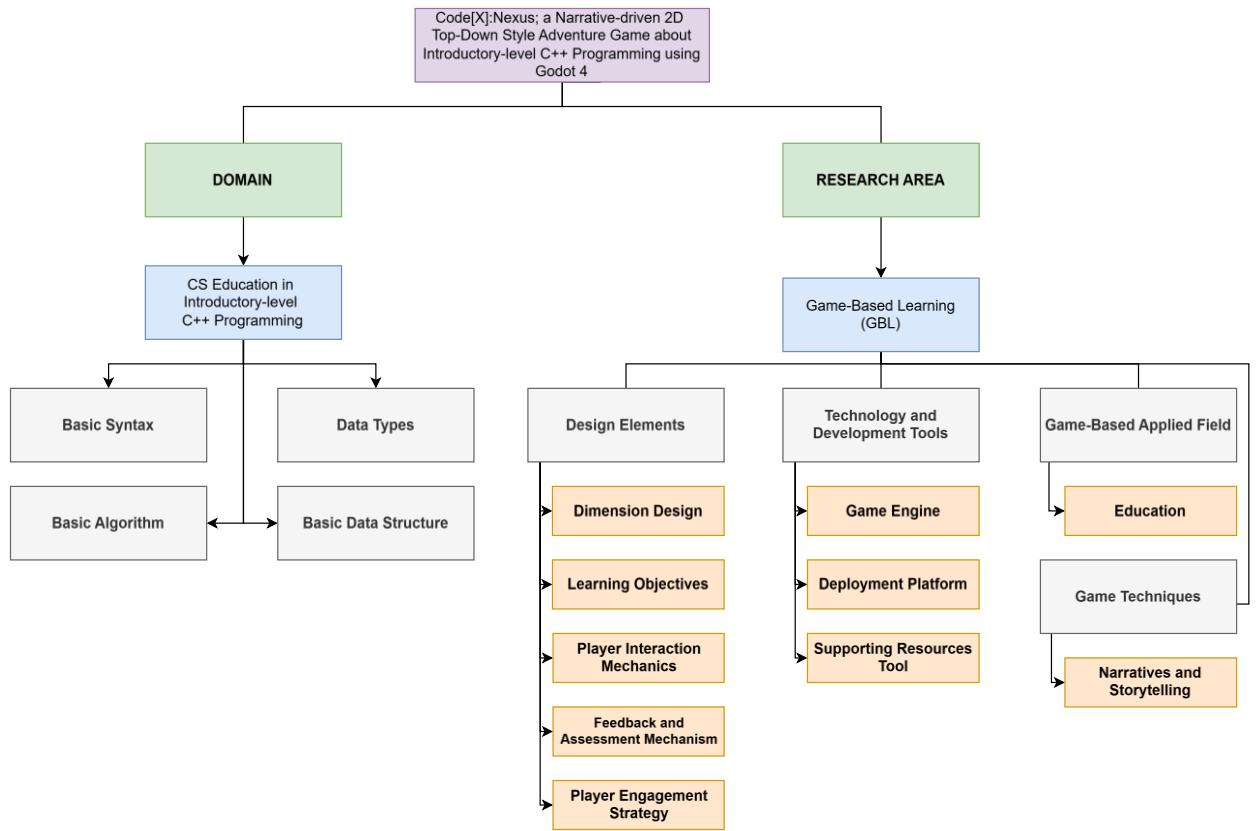 Code[X]:Nexus; a Narrative-driven 2D
Top-Down Style Adventure Game about
Introductory-level C++ Programming using
Godot 4
DOMAIN
RESEARCH AREA
CS Education in
Introductory-level
C++ Programming
Game-Based Learning
(GBL)
Basic Syntax
Data Types
Basic Algorithm
Basic Data Structure
Design Elements
Dimension Design
Learning Objectives
Player Interaction
Mechanics
Feedback and
Assessment Mechanism
Player Engagement
Strategy
Technology and
Development Tools
Game Engine
Deployment Platform
Supporting Resources
Tool
Game-Based Applied Field
Education
Game Techniques
Narratives and
Storytelling